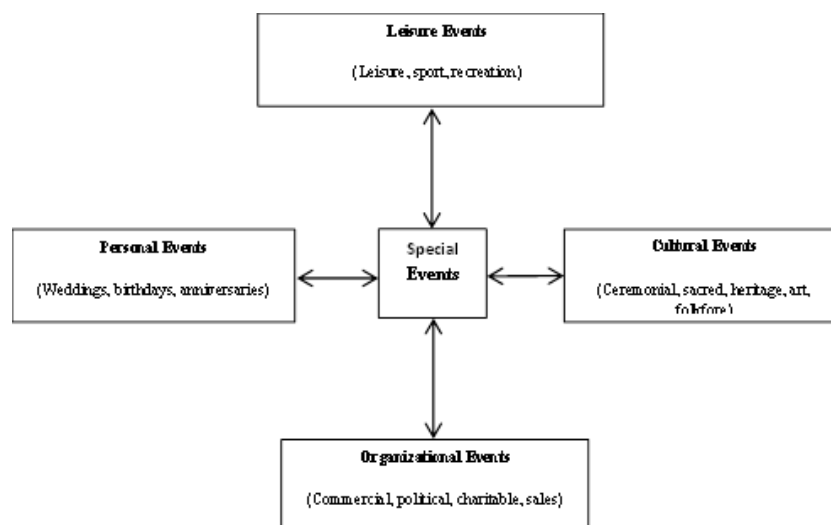 Leisure Events
(Leisure, sport, recreation)
Personal Events
(Weddings, birthdays, anniversaries)
Special
Events
Cultural Events
(Ceremonial, sacred, heritage, art,
folkfore)
Organizational Events
(Commercial, political, charitable, sales)